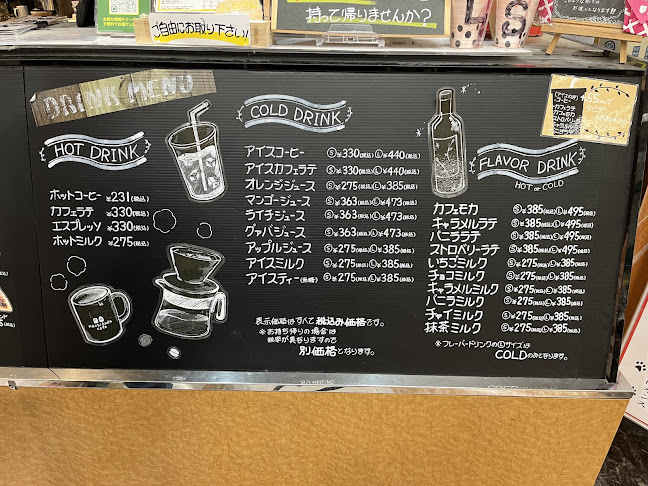 ご自由にお取り下さい!
持って帰りませんか?
DRINK MENU
HOT DRINK
ホットコーヒー ¥231(税込)
カフェラテ ¥330(税込)
エスプレッソ ¥330(税込)
ホットミルク ¥275(税込)
COLD DRINK
アイスコーヒー Ⓢ¥330(税込)Ⓛ¥440(税込)
アイスカフェラテ Ⓢ¥330(税込)Ⓛ¥440(税込)
オレンジジュース Ⓢ¥275(税込)Ⓛ¥385(税込)
マンゴージュース Ⓢ¥363(税込)Ⓛ¥473(税込)
ライチジュース Ⓢ¥363(税込)Ⓛ¥473(税込)
グァバジュース Ⓢ¥363(税込)Ⓛ¥473(税込)
アップルジュース Ⓢ¥275(税込)Ⓛ¥385(税込)
アイスミルク Ⓢ¥275(税込)Ⓛ¥385(税込)
アイスティー(無糖) Ⓢ¥275(税込)Ⓛ¥385(税込)
表示価格はすべて税込み価格です。
※お持ち帰りの場合は
税率が異なりますので
別価格となります。
FLAVOR DRINK
HOT or COLD
カフェモカ Ⓢ¥385(税込)Ⓛ¥495(税込)
キャラメルラテ Ⓢ¥385(税込)Ⓛ¥495(税込)
バニララテ Ⓢ¥385(税込)Ⓛ¥495(税込)
ストロベリーラテ Ⓢ¥385(税込)Ⓛ¥495(税込)
いちごミルク Ⓢ¥275(税込)Ⓛ¥385(税込)
チョコミルク Ⓢ¥275(税込)Ⓛ¥385(税込)
キャラメルミルク Ⓢ¥275(税込)Ⓛ¥385(税込)
バニラミルク Ⓢ¥275(税込)Ⓛ¥385(税込)
チャイミルク Ⓢ¥275(税込)Ⓛ¥385(税込)
抹茶ミルク Ⓢ¥275(税込)Ⓛ¥385(税込)
※フレーバードリンクのⓁサイズは
COLDのみとなります。
コーヒー
カフェラテ
カフェモカ